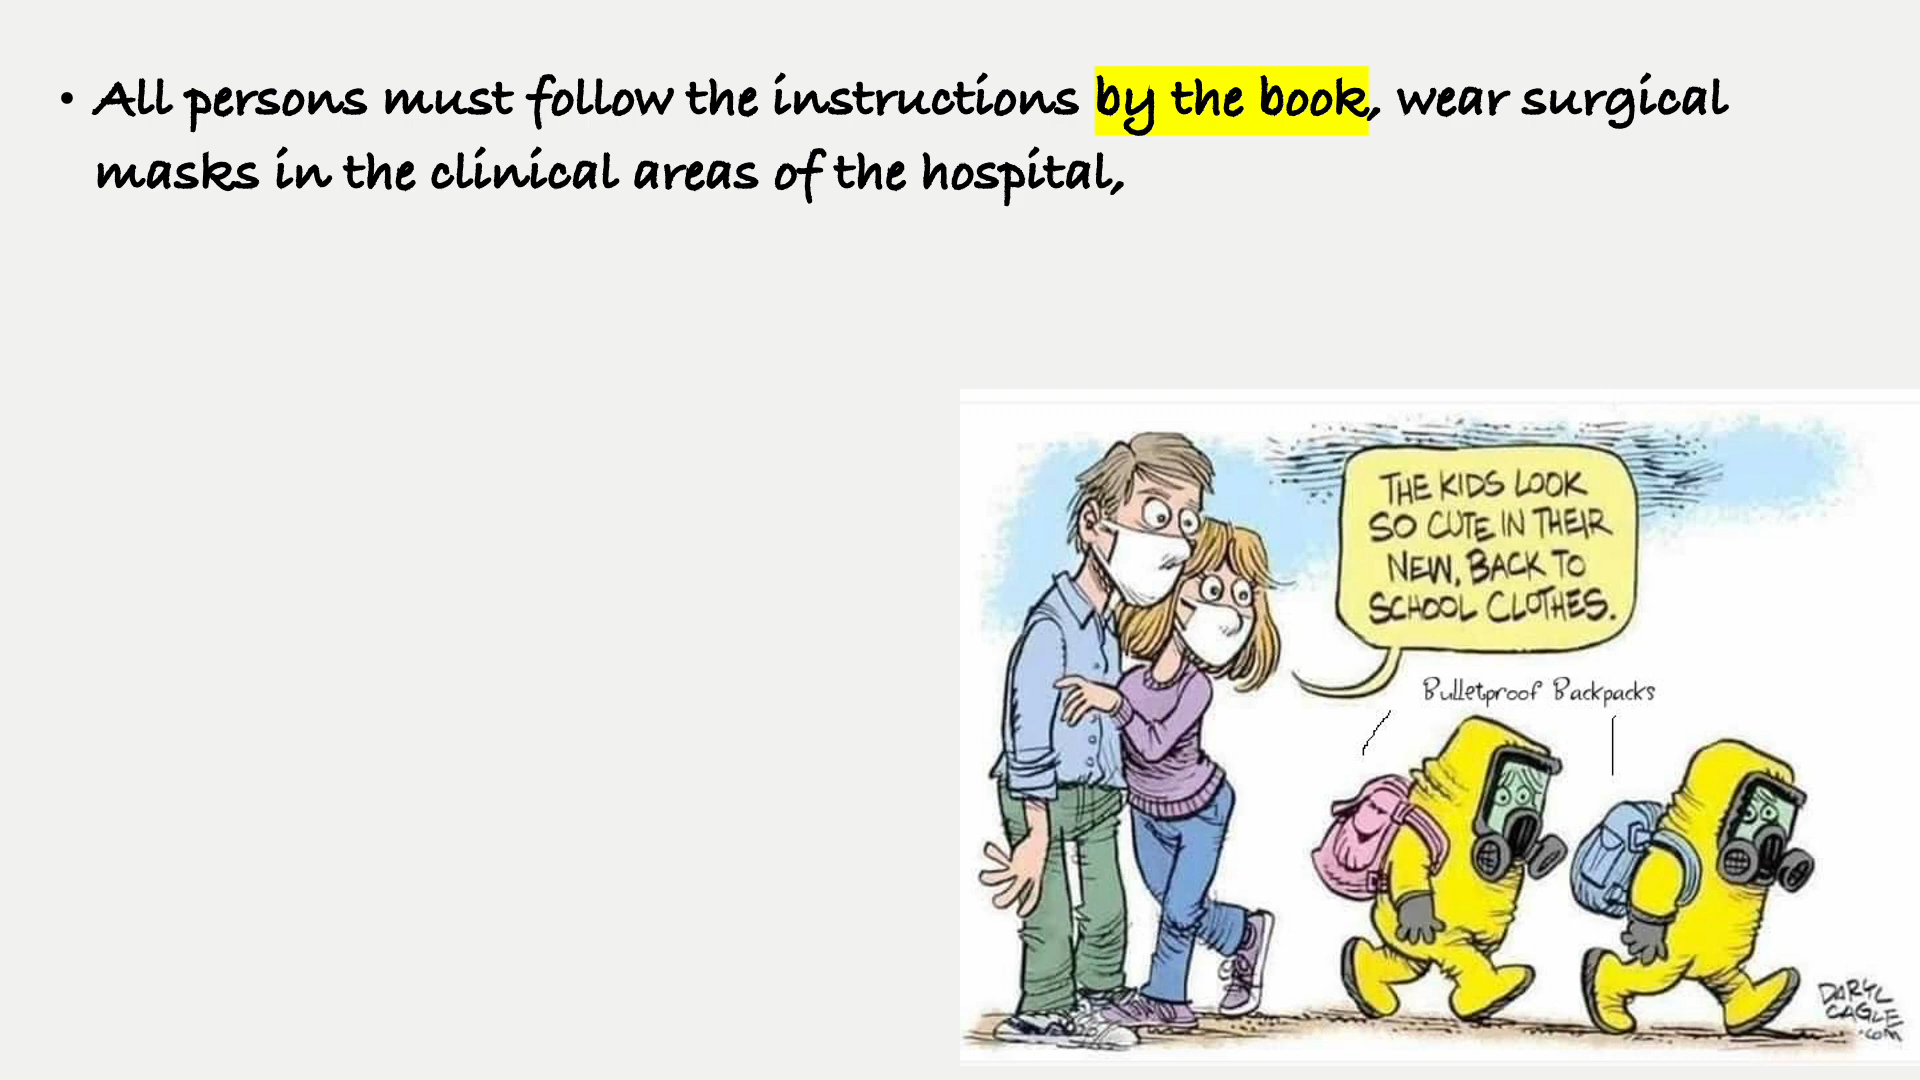 • All persons must follow the instructions by the book, wear surgical
masks in the clinical areas of the hospital,
THE KIDS LOOK
SO CUTE IN THEIR
NEW, BACK TO
SCHOOL CLOTHES.
Bulletproof Backpacks
DARYL
CAGLE
.COM